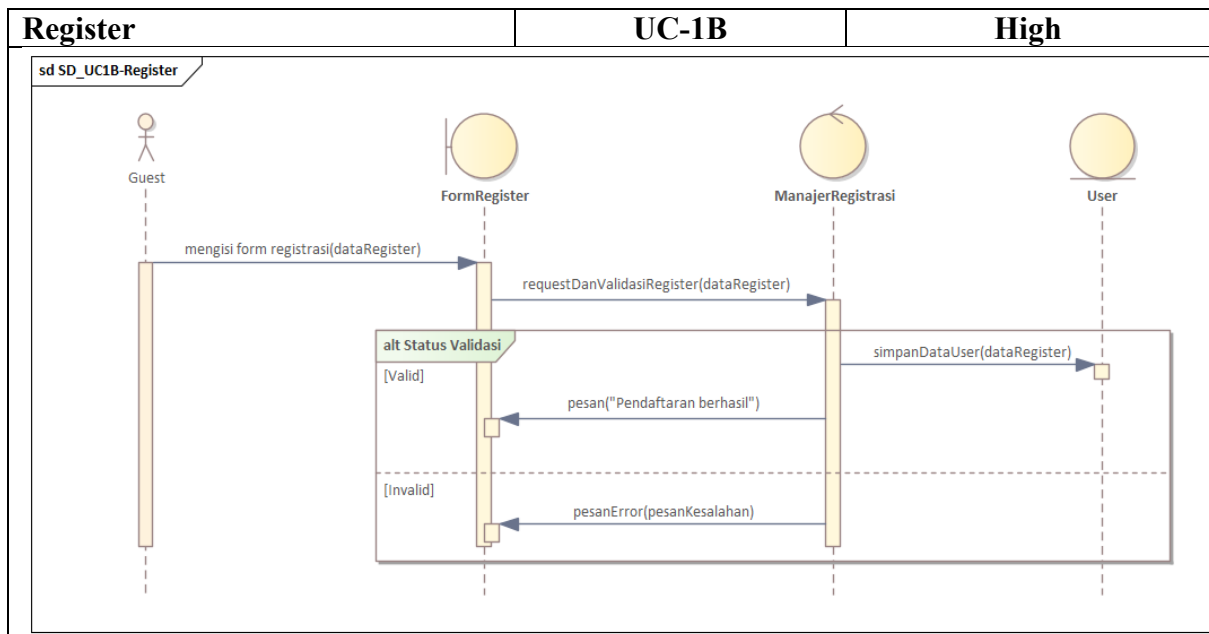 Register UC-1B High
sd SD_UC1B-Register
Guest
FormRegister
ManajerRegistrasi
User
mengisi form registrasi(dataRegister)
requestDanValidasiRegister(dataRegister)
alt Status Validasi
simpanDataUser(dataRegister)
[Valid]
pesan("Pendaftaran berhasil")
[Invalid]
pesanError(pesanKesalahan)